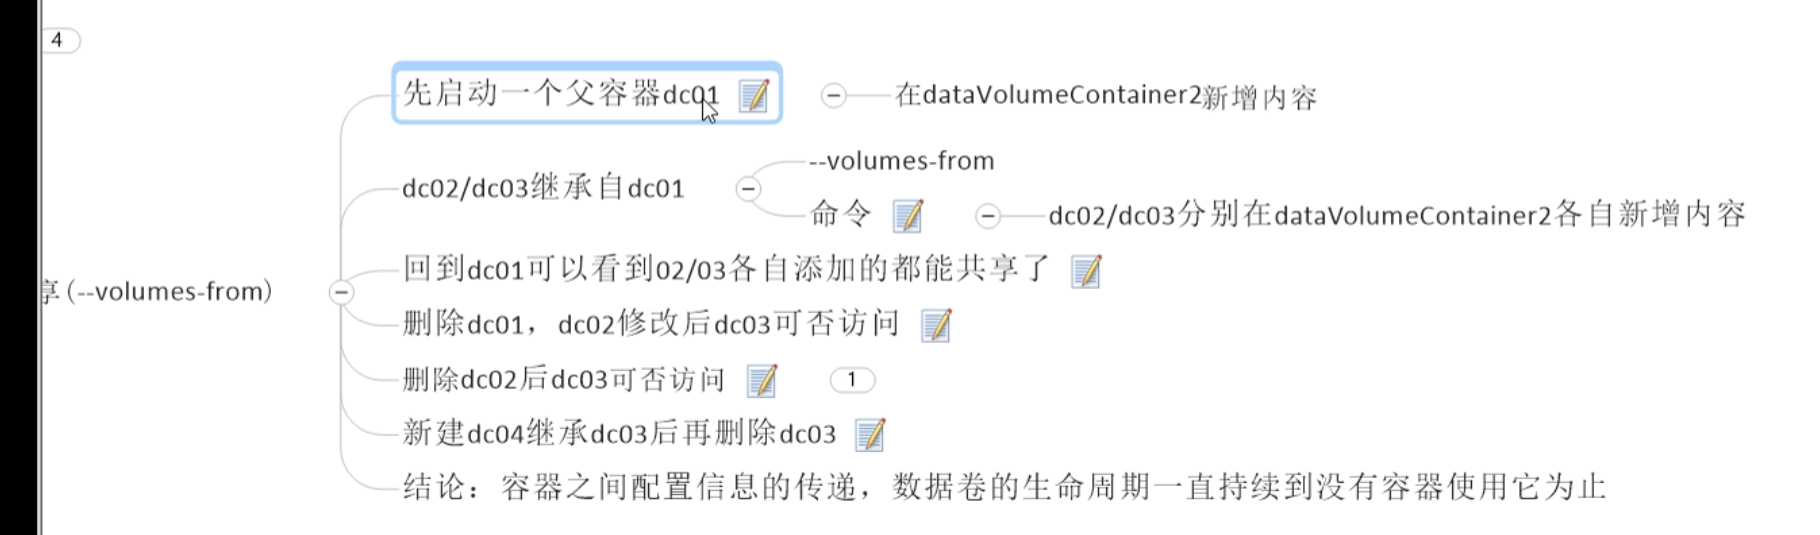 4
先启动一个父容器dc01
在dataVolumeContainer2新增内容
dc02/dc03继承自dc01
--volumes-from
命令
dc02/dc03分别在dataVolumeContainer2各自新增内容
回到dc01可以看到02/03各自添加的都能共享了
享(--volumes-from)
删除dc01，dc02修改后dc03可否访问
删除dc02后dc03可否访问
1
新建dc04继承dc03后再删除dc03
结论：容器之间配置信息的传递，数据卷的生命周期一直持续到没有容器使用它为止